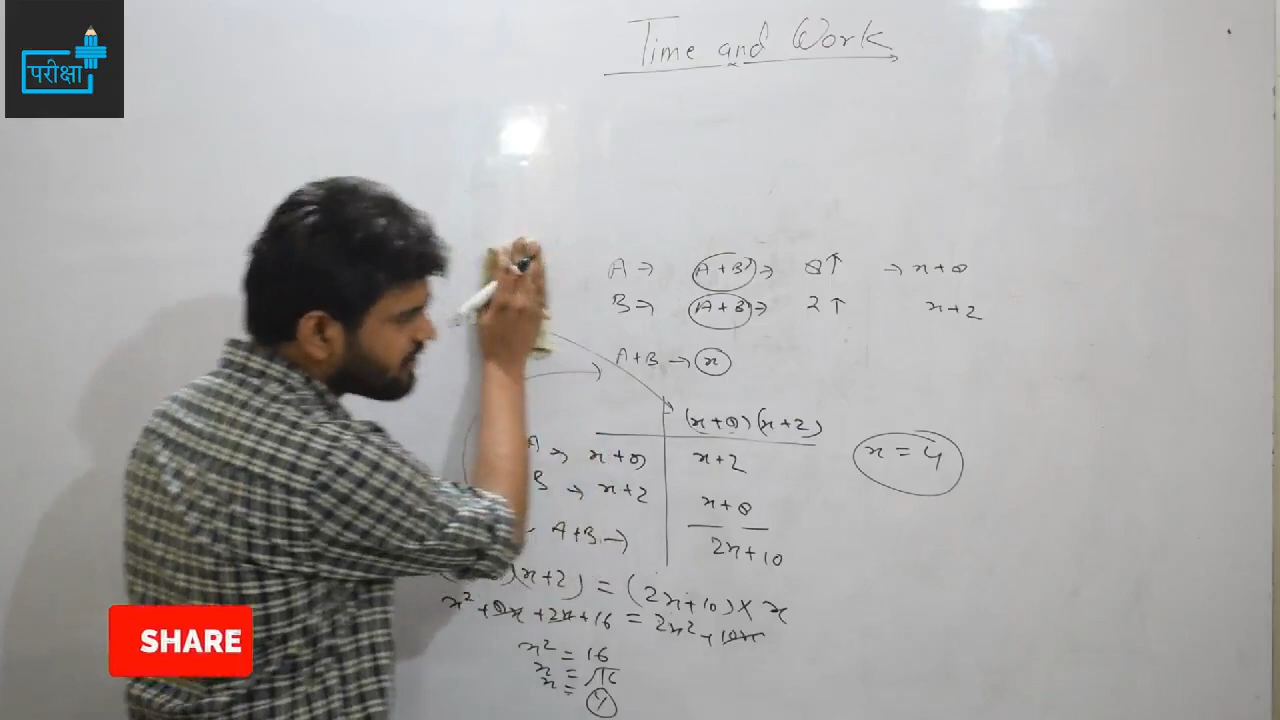 परीक्षा
Time and Work
A → A+B → 8↑ → x+8
B → A+B → 2↑ x+2
A+B → x
(x+8)(x+2)
A → x+8 x+2
B → x+2
x+8
A+B →
2x+10
x = 4
)(x+2) = (2x+10)×x
x²+8x+2x+16 = 2x²+10x
x² = 16
x = √16
x = 4
SHARE